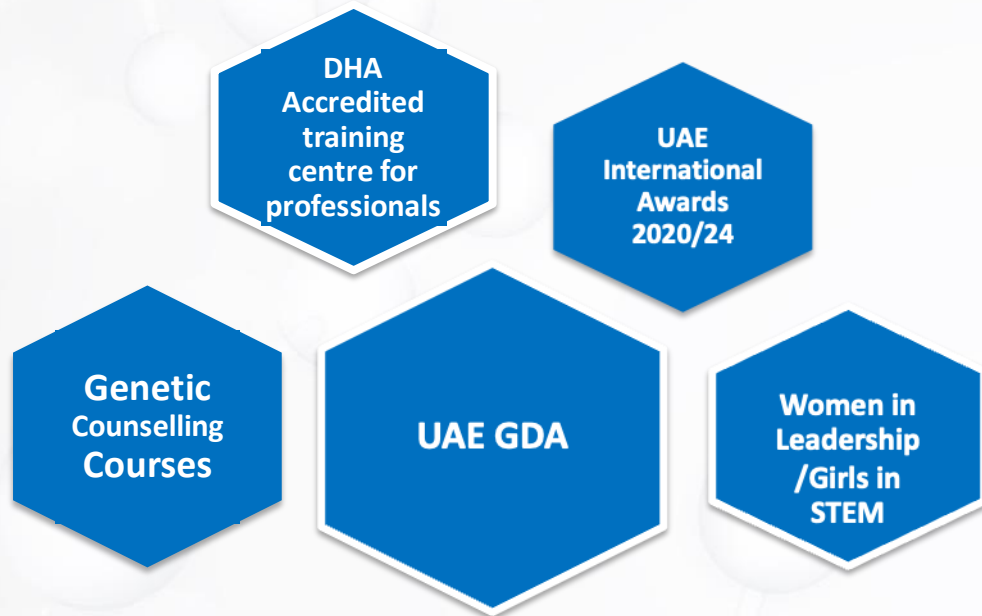 DHA
Accredited
training
centre for
professionals
UAE
International
Awards
2020/24
Genetic
Counselling
Courses
UAE GDA
Women in
Leadership
/Girls in
STEM